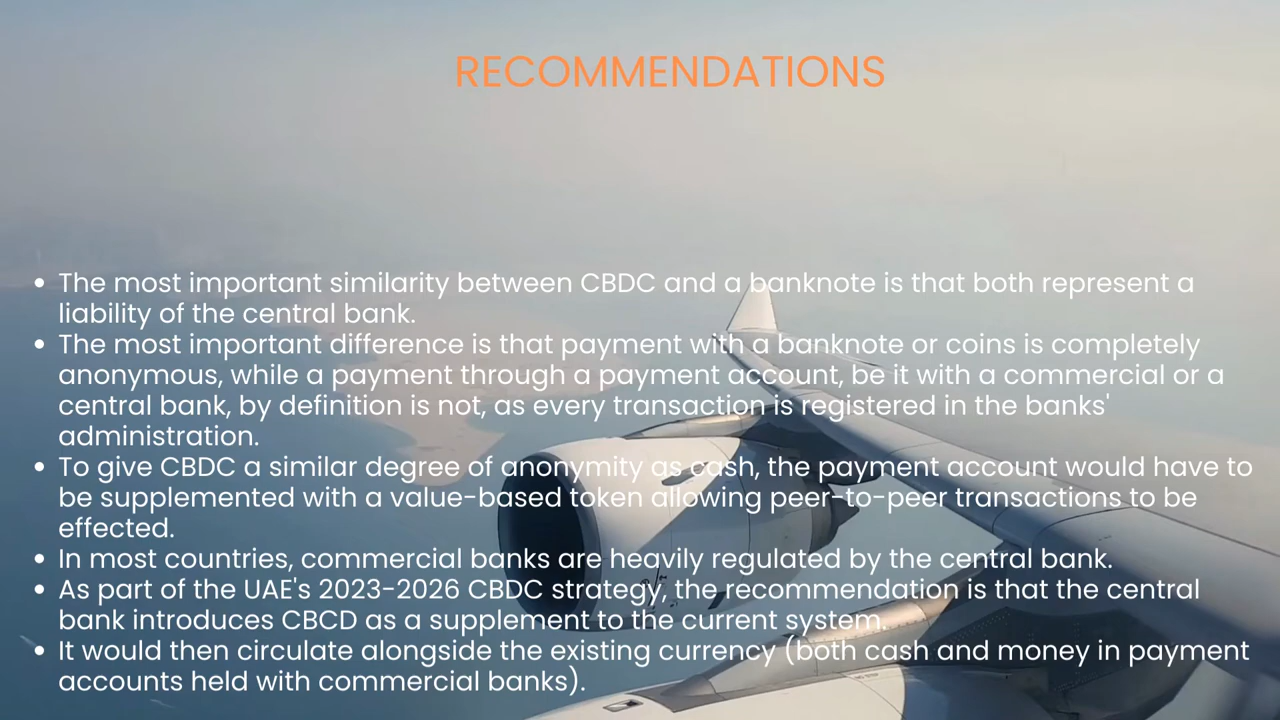 RECOMMENDATIONS
• The most important similarity between CBDC and a banknote is that both represent a
liability of the central bank.
• The most important difference is that payment with a banknote or coins is completely
anonymous, while a payment through a payment account, be it with a commercial or a
central bank, by definition is not, as every transaction is registered in the banks'
administration.
• To give CBDC a similar degree of anonymity as cash, the payment account would have to
be supplemented with a value-based token allowing peer-to-peer transactions to be
effected.
• In most countries, commercial banks are heavily regulated by the central bank.
• As part of the UAE's 2023-2026 CBDC strategy, the recommendation is that the central
bank introduces CBCD as a supplement to the current system.
• It would then circulate alongside the existing currency (both cash and money in payment
accounts held with commercial banks).